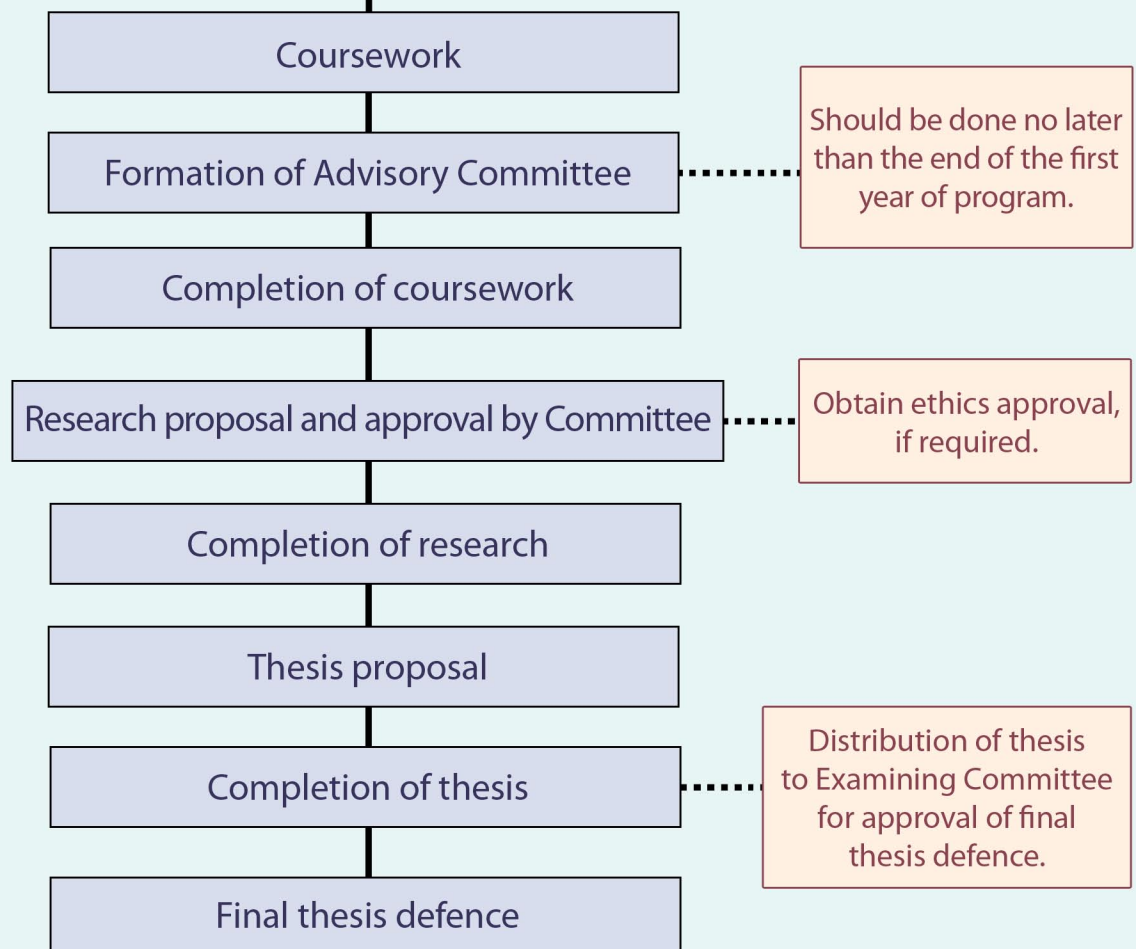 Coursework
Should be done no later
than the end of the first
year of program.
Formation of Advisory Committee
Completion of coursework
Research proposal and approval by Committee
Obtain ethics approval,
if required.
Completion of research
Thesis proposal
Completion of thesis
Distribution of thesis
to Examining Committee
for approval of final
thesis defence.
Final thesis defence